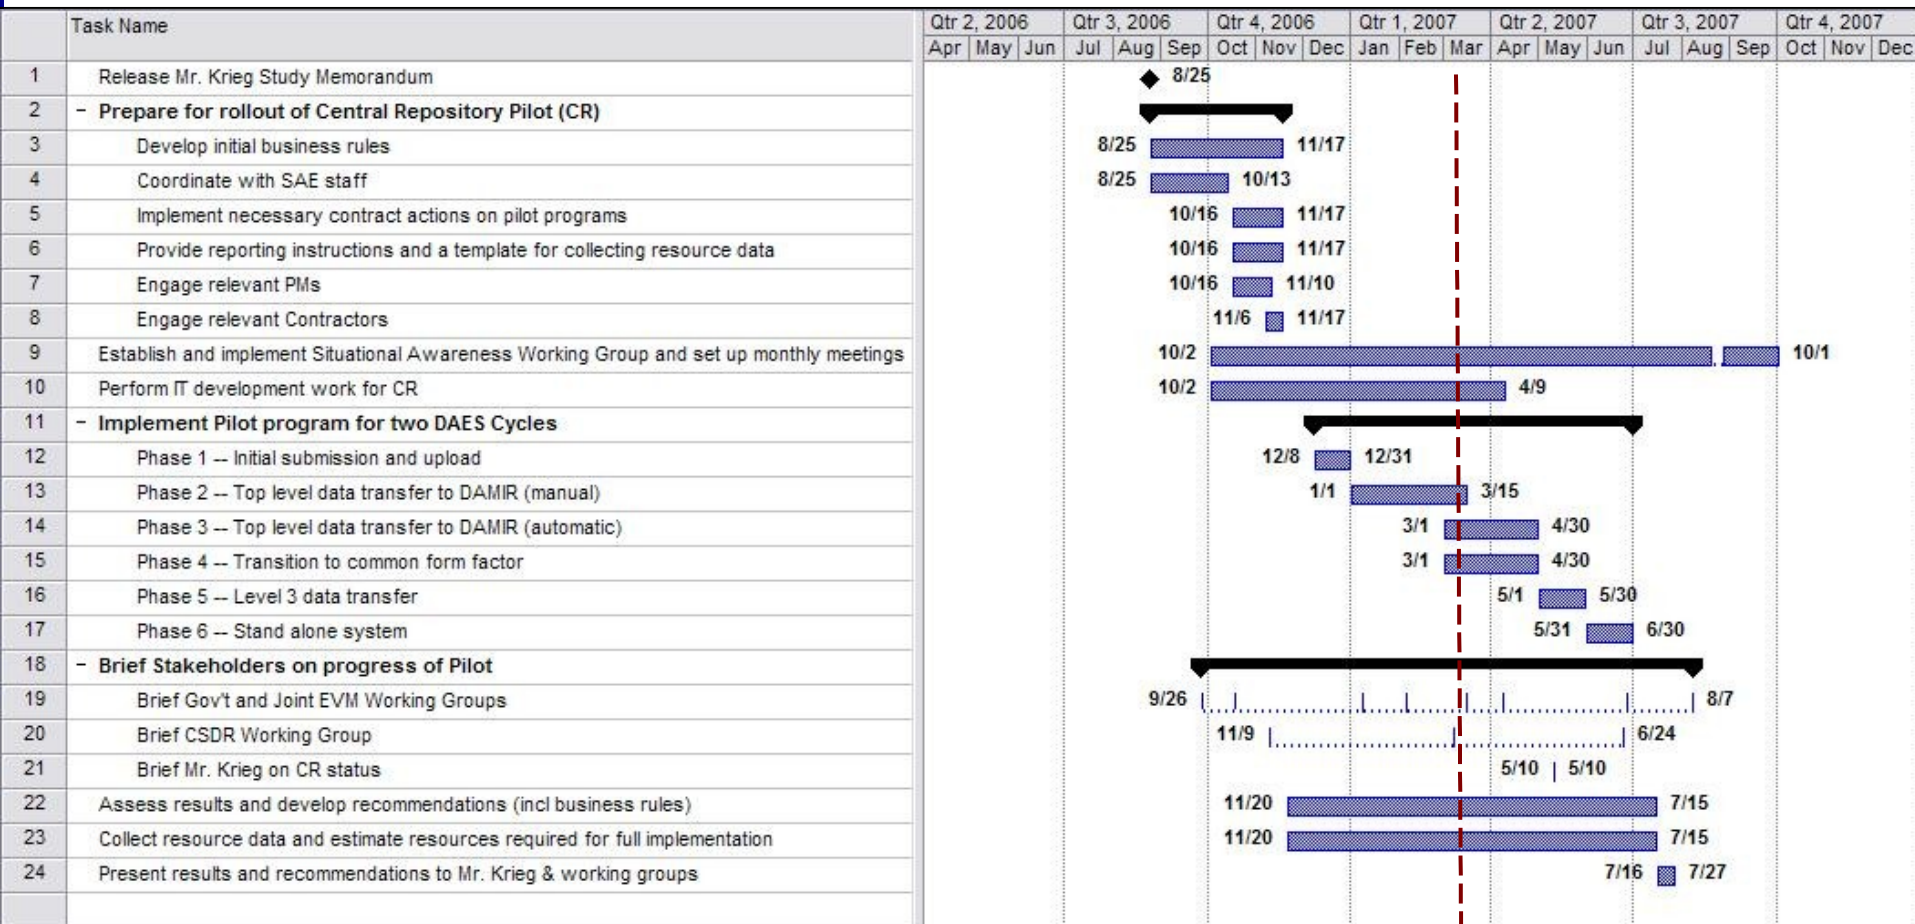 Task Name
Qtr 2, 2006 Qtr 3, 2006 Qtr 4, 2006 Qtr 1, 2007 Qtr 2, 2007 Qtr 3, 2007 Qtr 4, 2007
Apr May Jun Jul Aug Sep Oct Nov Dec Jan Feb Mar Apr May Jun Jul Aug Sep Oct Nov Dec
1 Release Mr. Krieg Study Memorandum 8/25
2 − Prepare for rollout of Central Repository Pilot (CR)
3 Develop initial business rules 8/25 11/17
4 Coordinate with SAE staff 8/25 10/13
5 Implement necessary contract actions on pilot programs 10/16 11/17
6 Provide reporting instructions and a template for collecting resource data 10/16 11/17
7 Engage relevant PMs 10/16 11/10
8 Engage relevant Contractors 11/6 11/17
9 Establish and implement Situational Awareness Working Group and set up monthly meetings 10/2 10/1
10 Perform IT development work for CR 10/2 4/9
11 − Implement Pilot program for two DAES Cycles
12 Phase 1 -- Initial submission and upload 12/8 12/31
13 Phase 2 -- Top level data transfer to DAMIR (manual) 1/1 3/15
14 Phase 3 -- Top level data transfer to DAMIR (automatic) 3/1 4/30
15 Phase 4 -- Transition to common form factor 3/1 4/30
16 Phase 5 -- Level 3 data transfer 5/1 5/30
17 Phase 6 -- Stand alone system 5/31 6/30
18 − Brief Stakeholders on progress of Pilot
19 Brief Gov't and Joint EVM Working Groups 9/26 8/7
20 Brief CSDR Working Group 11/9 6/24
21 Brief Mr. Krieg on CR status 5/10 5/10
22 Assess results and develop recommendations (incl business rules) 11/20 7/15
23 Collect resource data and estimate resources required for full implementation 11/20 7/15
24 Present results and recommendations to Mr. Krieg & working groups 7/16 7/27